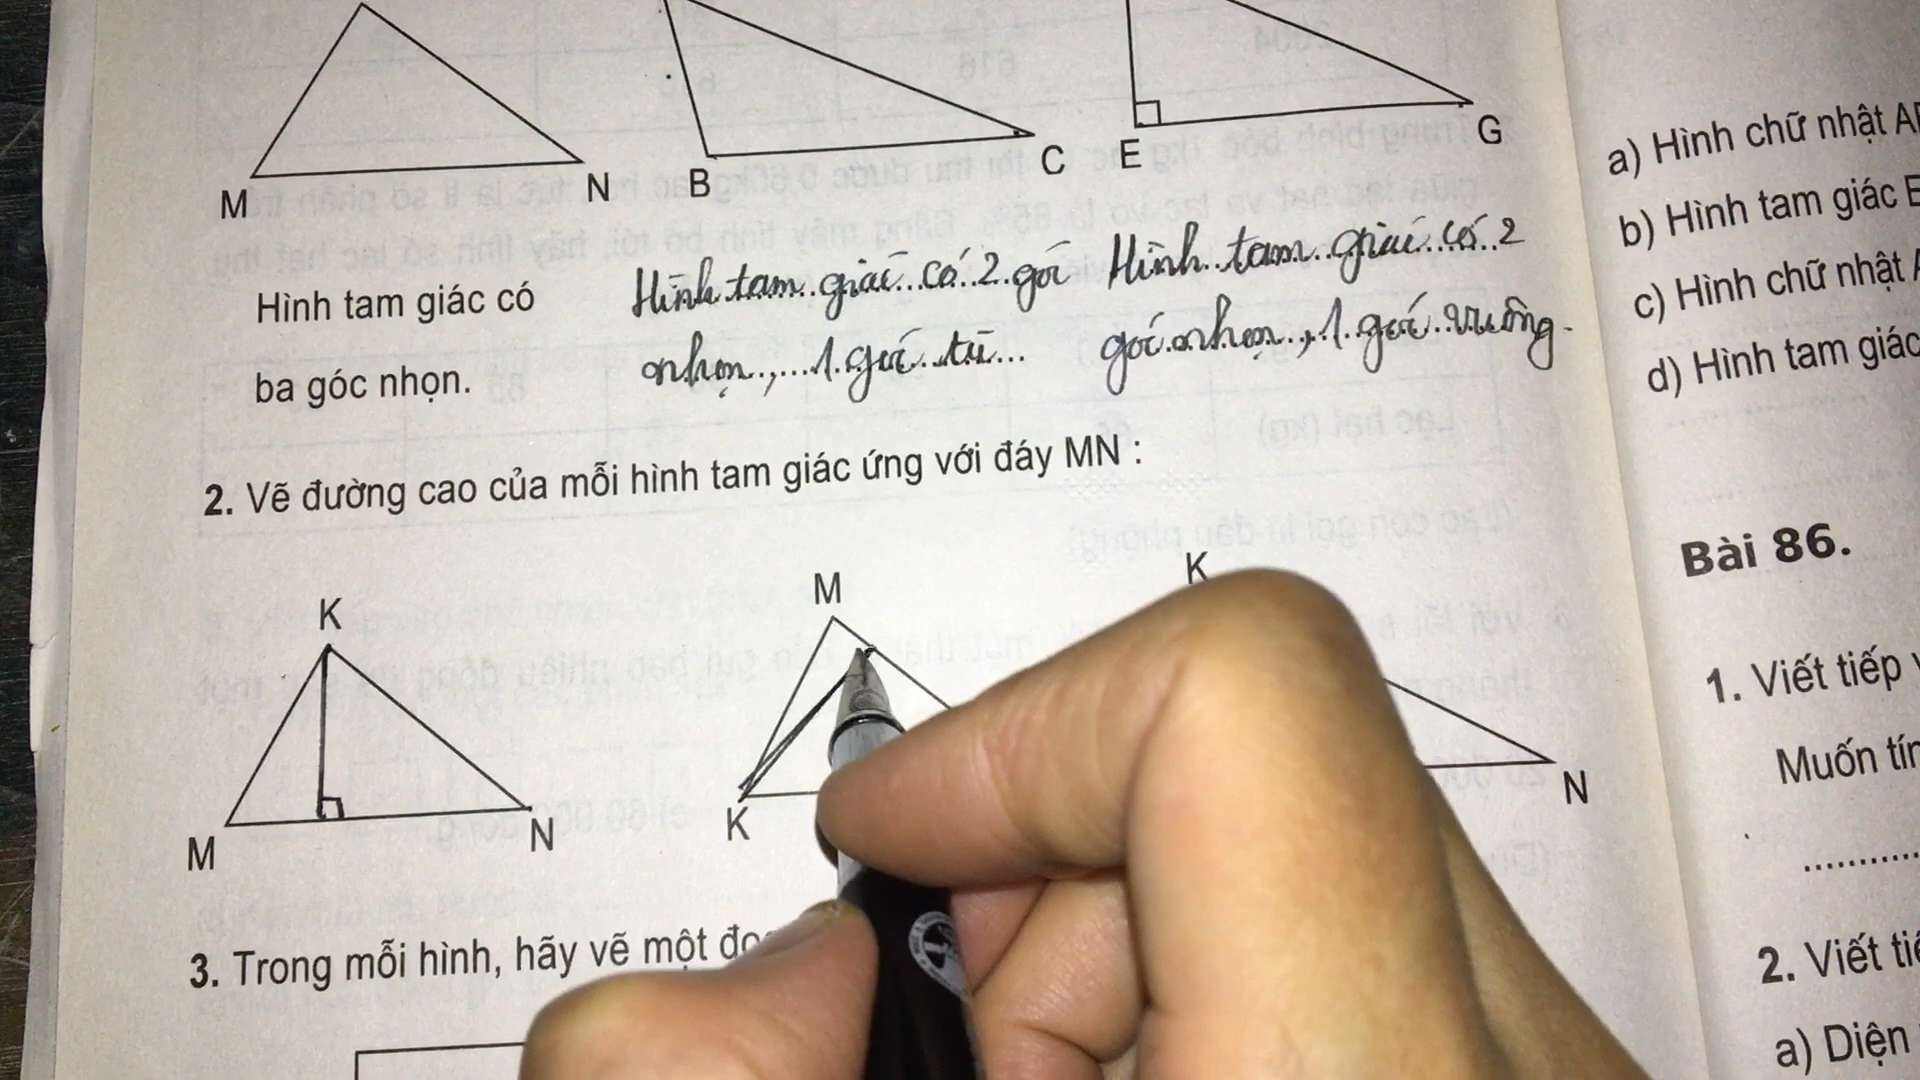 M
N
B
C
E
G
Hình tam giác có
ba góc nhọn.
Hình tam giác có 2 góc
nhọn, 1 góc tù
Hình tam giác có 2
góc nhọn, 1 góc vuông.
2. Vẽ đường cao của mỗi hình tam giác ứng với đáy MN :
K
M
N
M
K
K
N
3. Trong mỗi hình, hãy vẽ một
a) Hình chữ nhật
b) Hình tam giác
c) Hình chữ nhật
d) Hình tam giác
Bài 86.
1. Viết tiếp
Muốn
2. Viết
a) Diện